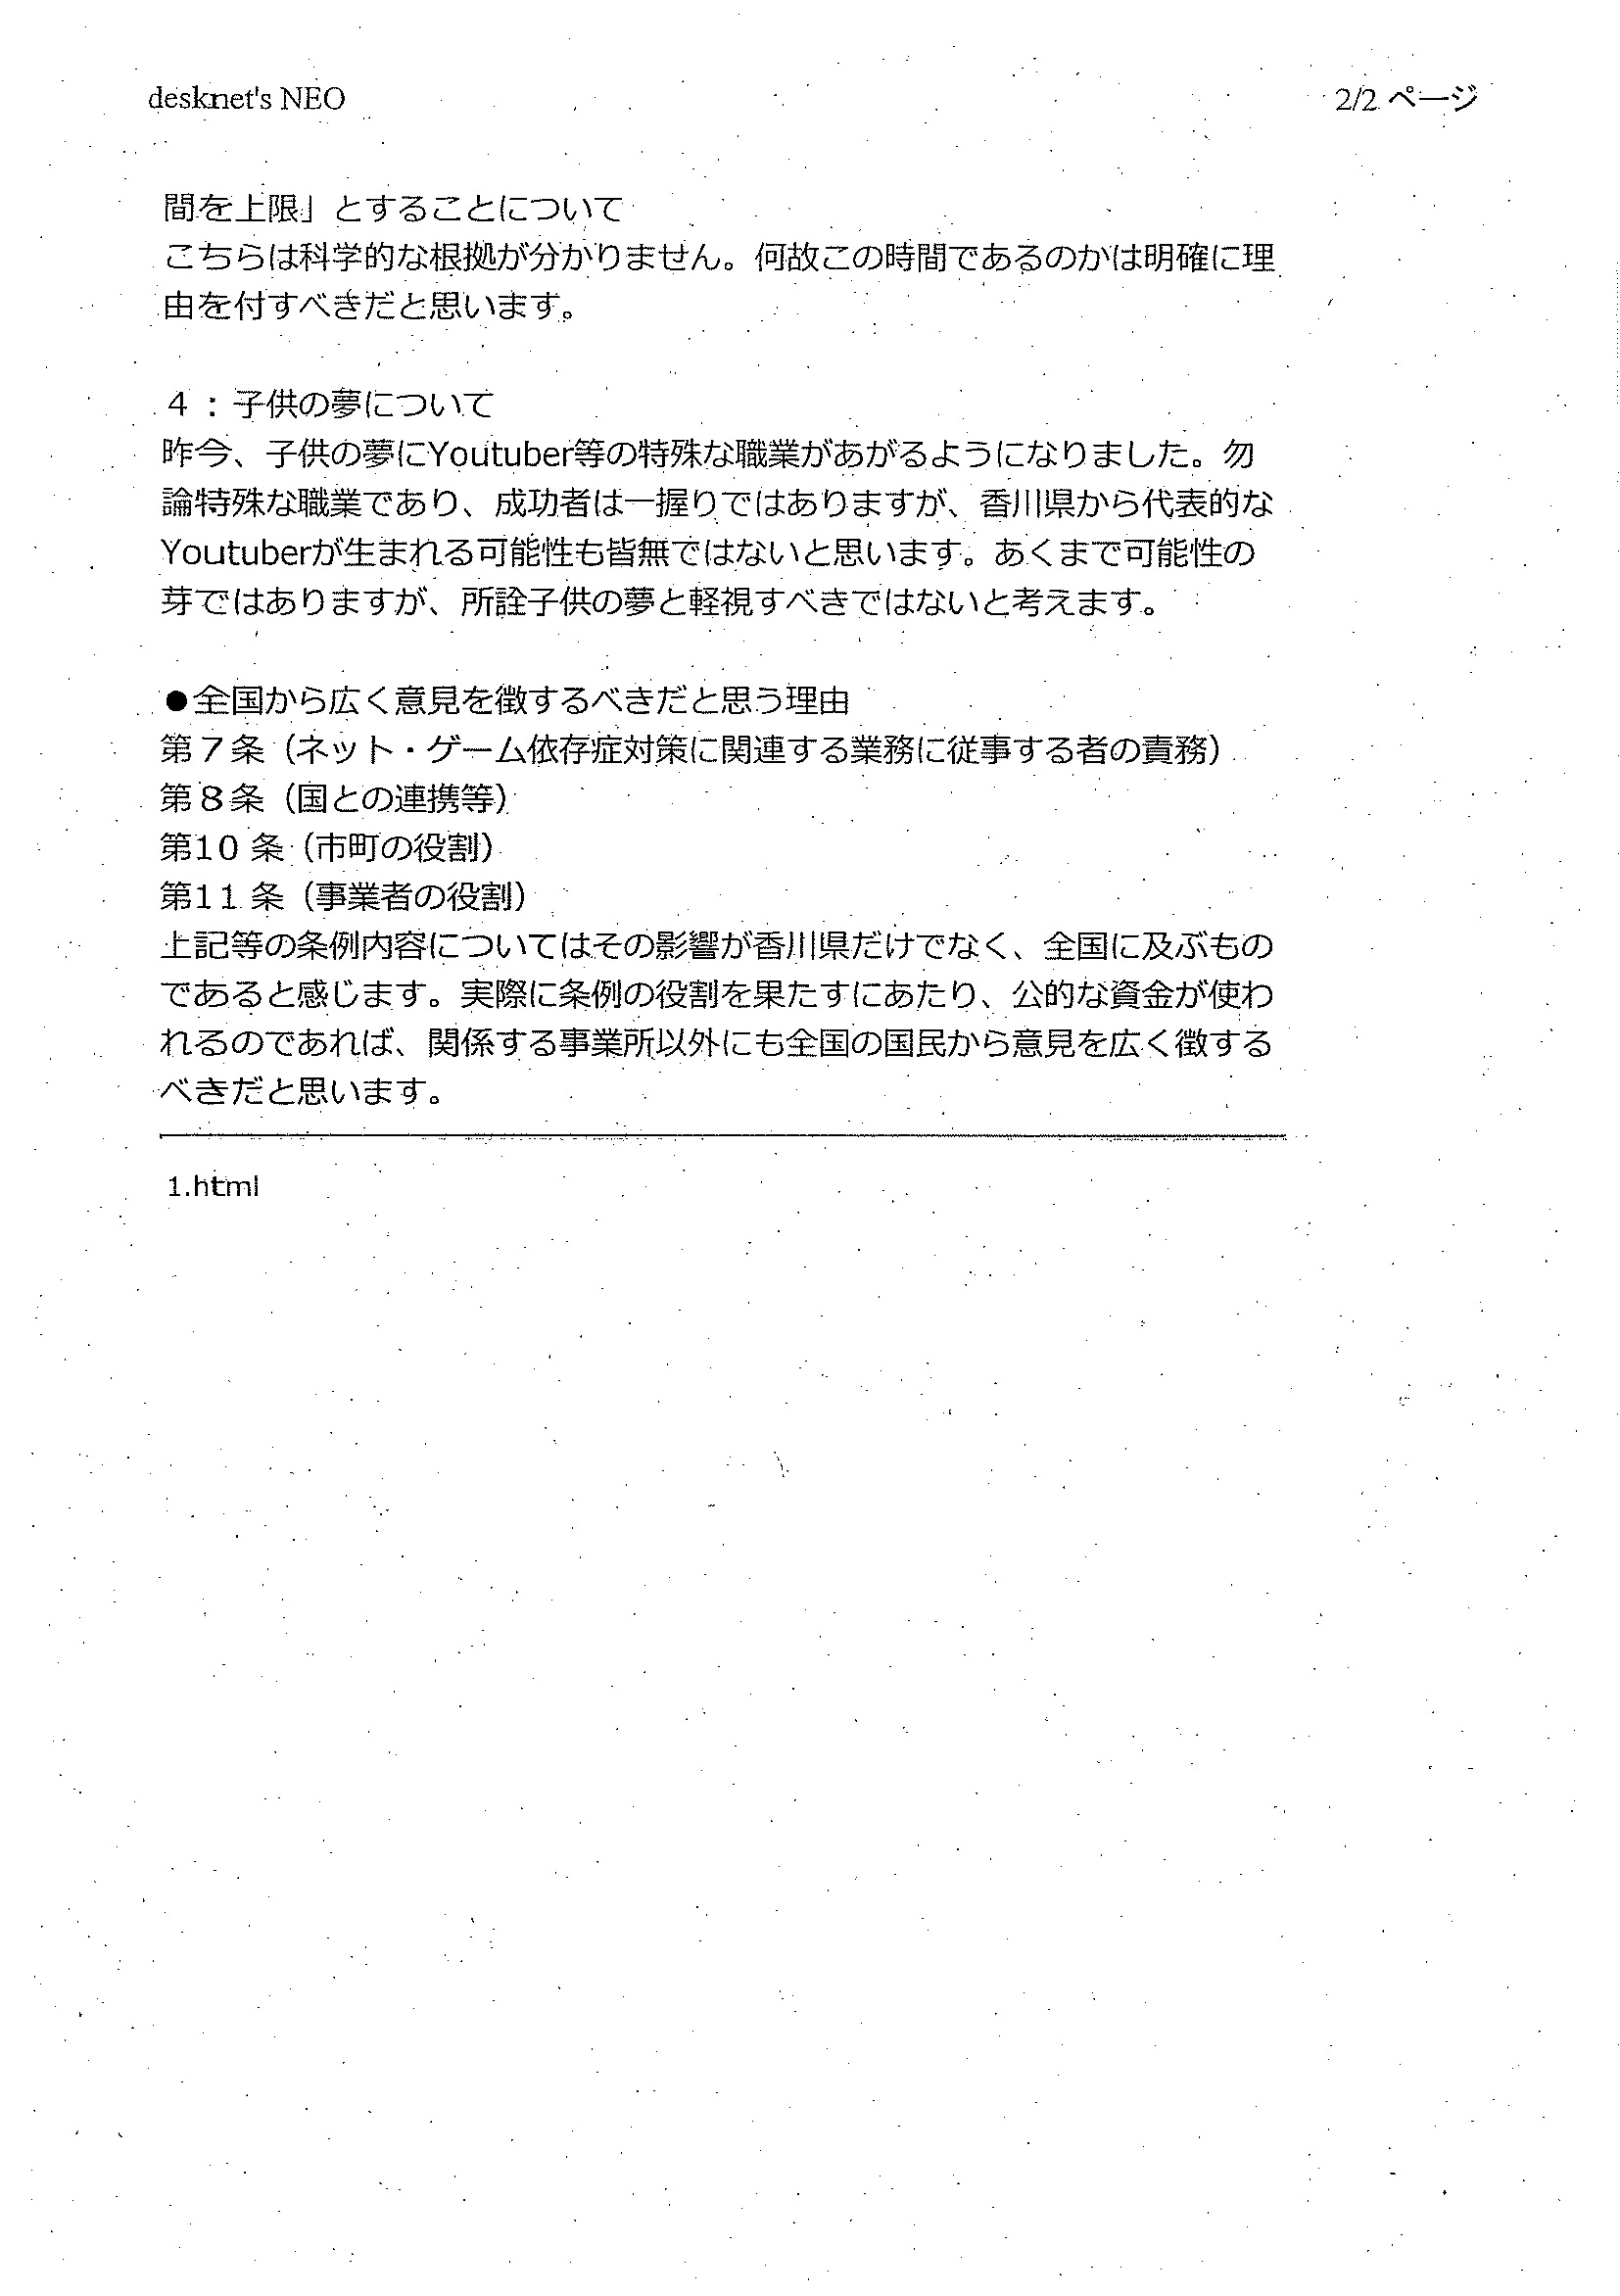 desknet's NEO 2/2 ページ
間を上限」とすることについて
こちらは科学的な根拠が分かりません。何故この時間であるのかは明確に理
由を付すべきだと思います。
４：子供の夢について
昨今、子供の夢にYoutuber等の特殊な職業があがるようになりました。勿
論特殊な職業であり、成功者は一握りではありますが、香川県から代表的な
Youtuberが生まれる可能性も皆無ではないと思います。あくまで可能性の
芽ではありますが、所詮子供の夢と軽視すべきではないと考えます。
●全国から広く意見を徴するべきだと思う理由
第７条（ネット・ゲーム依存症対策に関連する業務に従事する者の責務）
第８条（国との連携等）
第10 条（市町の役割）
第11 条（事業者の役割）
上記等の条例内容についてはその影響が香川県だけでなく、全国に及ぶもの
であると感じます。実際に条例の役割を果たすにあたり、公的な資金が使わ
れるのであれば、関係する事業所以外にも全国の国民から意見を広く徴する
べきだと思います。
1.html